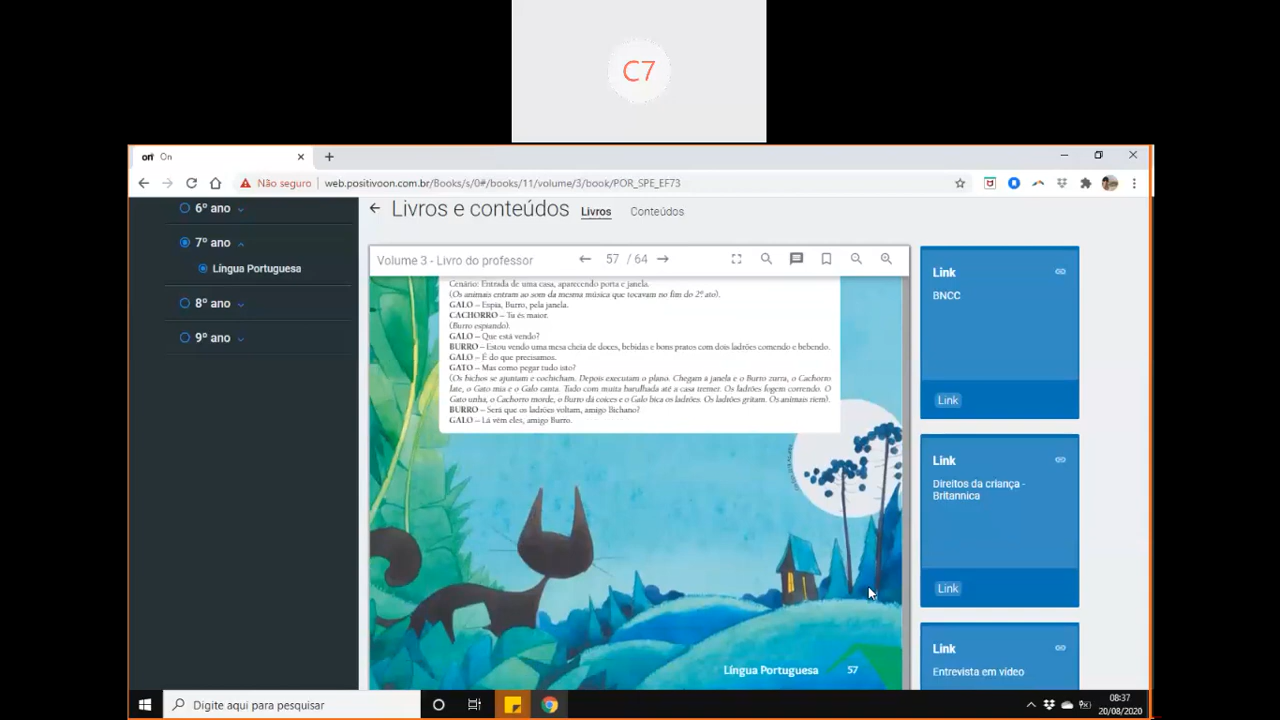 C7
on On
Não seguro web.positivoon.com.br/Books/s/0#/books/11/volume/3/book/POR_SPE_EF73
6º ano
7º ano
Língua Portuguesa
8º ano
9º ano
Livros e conteúdos Livros Conteúdos
Volume 3 - Livro do professor 57 / 64
Cenário: Entrada de uma casa, aparecendo porta e janela.
(Os animais entram ao som da mesma música que tocavam no fim do 2º ato).
GALO – Espia, Burro, pela janela.
CACHORRO – Tu és maior.
(Burro espiando).
GALO – Que está vendo?
BURRO – Estou vendo uma mesa cheia de doces, bebidas e bons pratos com dois ladrões comendo e bebendo.
GALO – É do que precisamos.
GATO – Mas como pegar tudo isto?
(Os bichos se ajuntam e cochicham. Depois executam o plano. Chegam à janela e o Burro zurra, o Cachorro
late, o Gato mia e o Galo canta. Tudo com muita barulhada até a casa tremer. Os ladrões fogem correndo. O
Gato unha, o Cachorro morde, o Burro dá coices e o Galo bica os ladrões. Os ladrões gritam. Os animais riem).
BURRO – Será que os ladrões voltam, amigo Bichano?
GALO – Lá vêm eles, amigo Burro.
Língua Portuguesa 57
Link
BNCC
Link
Link
Direitos da criança -
Britannica
Link
Link
Entrevista em vídeo
Digite aqui para pesquisar
08:37
20/08/2020